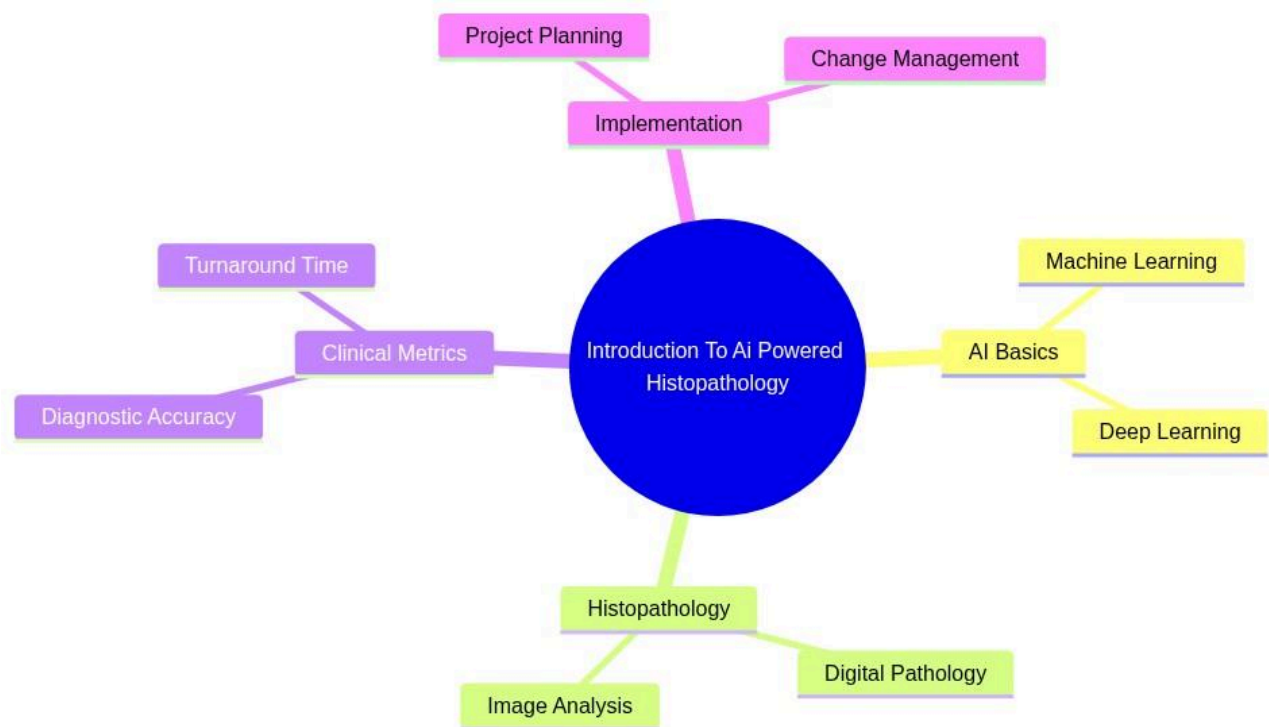 Project Planning
Change Management
Implementation
Turnaround Time
Machine Learning
Clinical Metrics
Introduction To Ai Powered
Histopathology
AI Basics
Diagnostic Accuracy
Deep Learning
Histopathology
Digital Pathology
Image Analysis